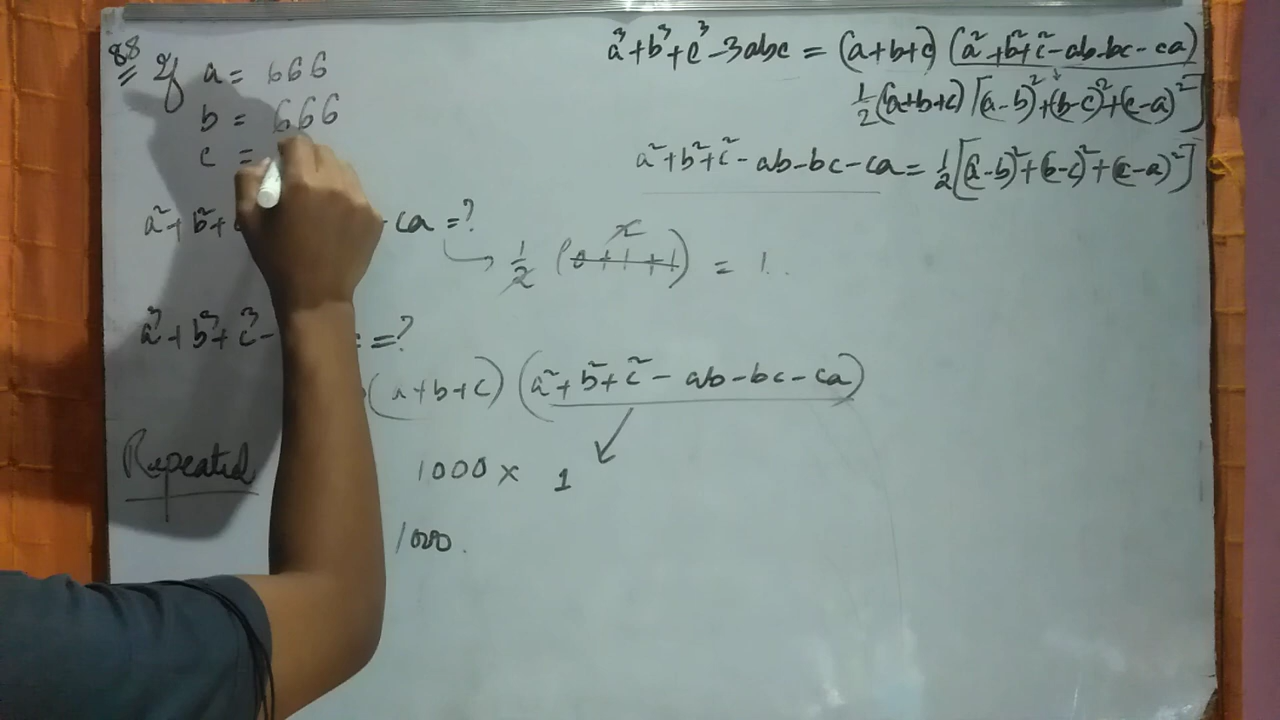 88 If a = 666
b = 666
c =
a²+b²+ ca =?
a³+b³+c³- =?
(a+b+c) (a²+b²+c²-ab-bc-ca)
1000 × 1
1000.
Repeated
a³+b³+c³-3abc = (a+b+c) (a²+b²+c²-ab-bc-ca)
1/2 (a+b+c) [(a-b)²+(b-c)²+(c-a)²]
a²+b²+c²-ab-bc-ca = 1/2 [(a-b)²+(b-c)²+(c-a)²]
1/2 (0+1+1) = 1.